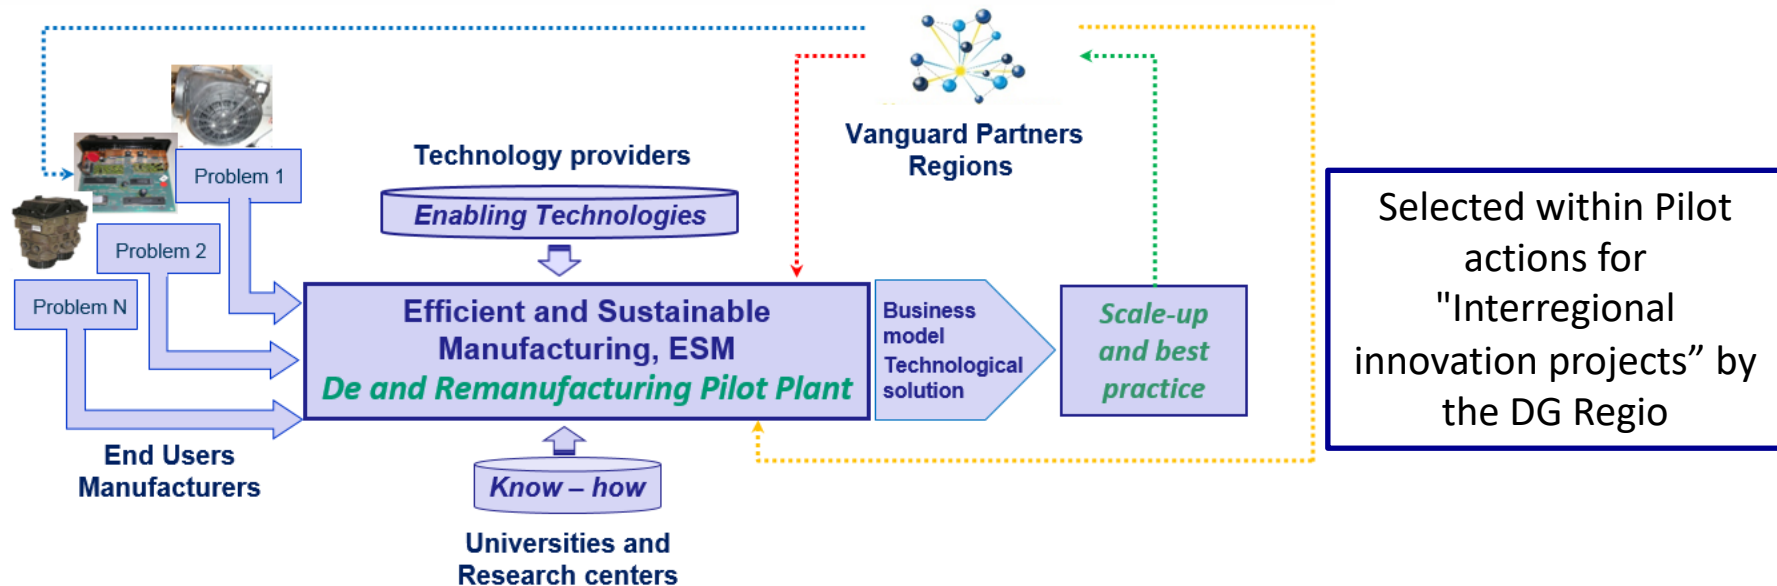 Vanguard Partners
Regions
Technology providers
Enabling Technologies
Problem 1
Problem 2
Problem N
End Users
Manufacturers
Efficient and Sustainable
Manufacturing, ESM
De and Remanufacturing Pilot Plant
Know – how
Universities and
Research centers
Business
model
Technological
solution
Scale-up
and best
practice
Selected within Pilot
actions for
"Interregional
innovation projects” by
the DG Regio